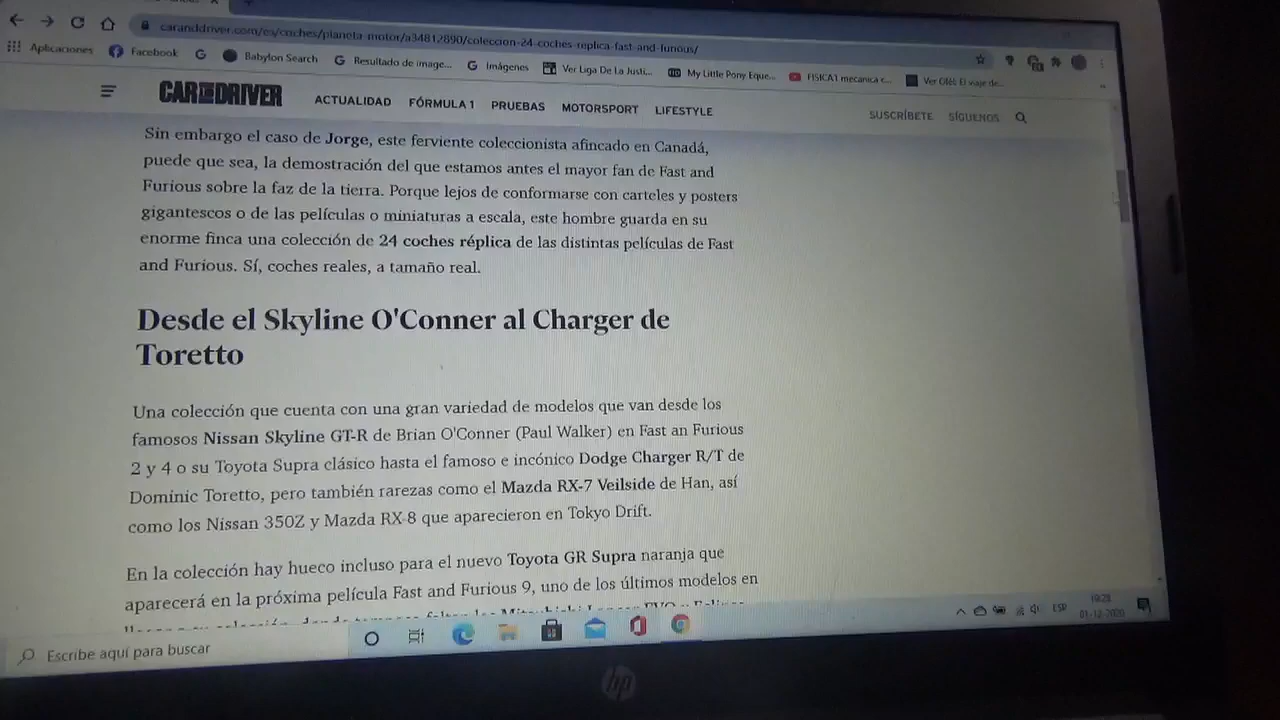 caranddriver.com/es/coches/planeta-motor/a34812890/coleccion-24-coches-replica-fast-and-furious/
Aplicaciones Facebook Babylon Search Resultado de image... Imágenes Ver Liga De La Justi... My Little Pony Eque... FISICA1 mecanica c... Ver Olé: El viaje de...
CAR AND DRIVER ACTUALIDAD FÓRMULA 1 PRUEBAS MOTORSPORT LIFESTYLE SUSCRÍBETE SÍGUENOS
Sin embargo el caso de Jorge, este ferviente coleccionista afincado en Canadá,
puede que sea, la demostración del que estamos antes el mayor fan de Fast and
Furious sobre la faz de la tierra. Porque lejos de conformarse con carteles y posters
gigantescos o de las películas o miniaturas a escala, este hombre guarda en su
enorme finca una colección de 24 coches réplica de las distintas películas de Fast
and Furious. Sí, coches reales, a tamaño real.
Desde el Skyline O'Conner al Charger de
Toretto
Una colección que cuenta con una gran variedad de modelos que van desde los
famosos Nissan Skyline GT-R de Brian O'Conner (Paul Walker) en Fast an Furious
2 y 4 o su Toyota Supra clásico hasta el famoso e incónico Dodge Charger R/T de
Dominic Toretto, pero también rarezas como el Mazda RX-7 Veilside de Han, así
como los Nissan 350Z y Mazda RX-8 que aparecieron en Tokyo Drift.
En la colección hay hueco incluso para el nuevo Toyota GR Supra naranja que
aparecerá en la próxima película Fast and Furious 9, uno de los últimos modelos en
Escribe aquí para buscar
ESP
01-12-2020
hp